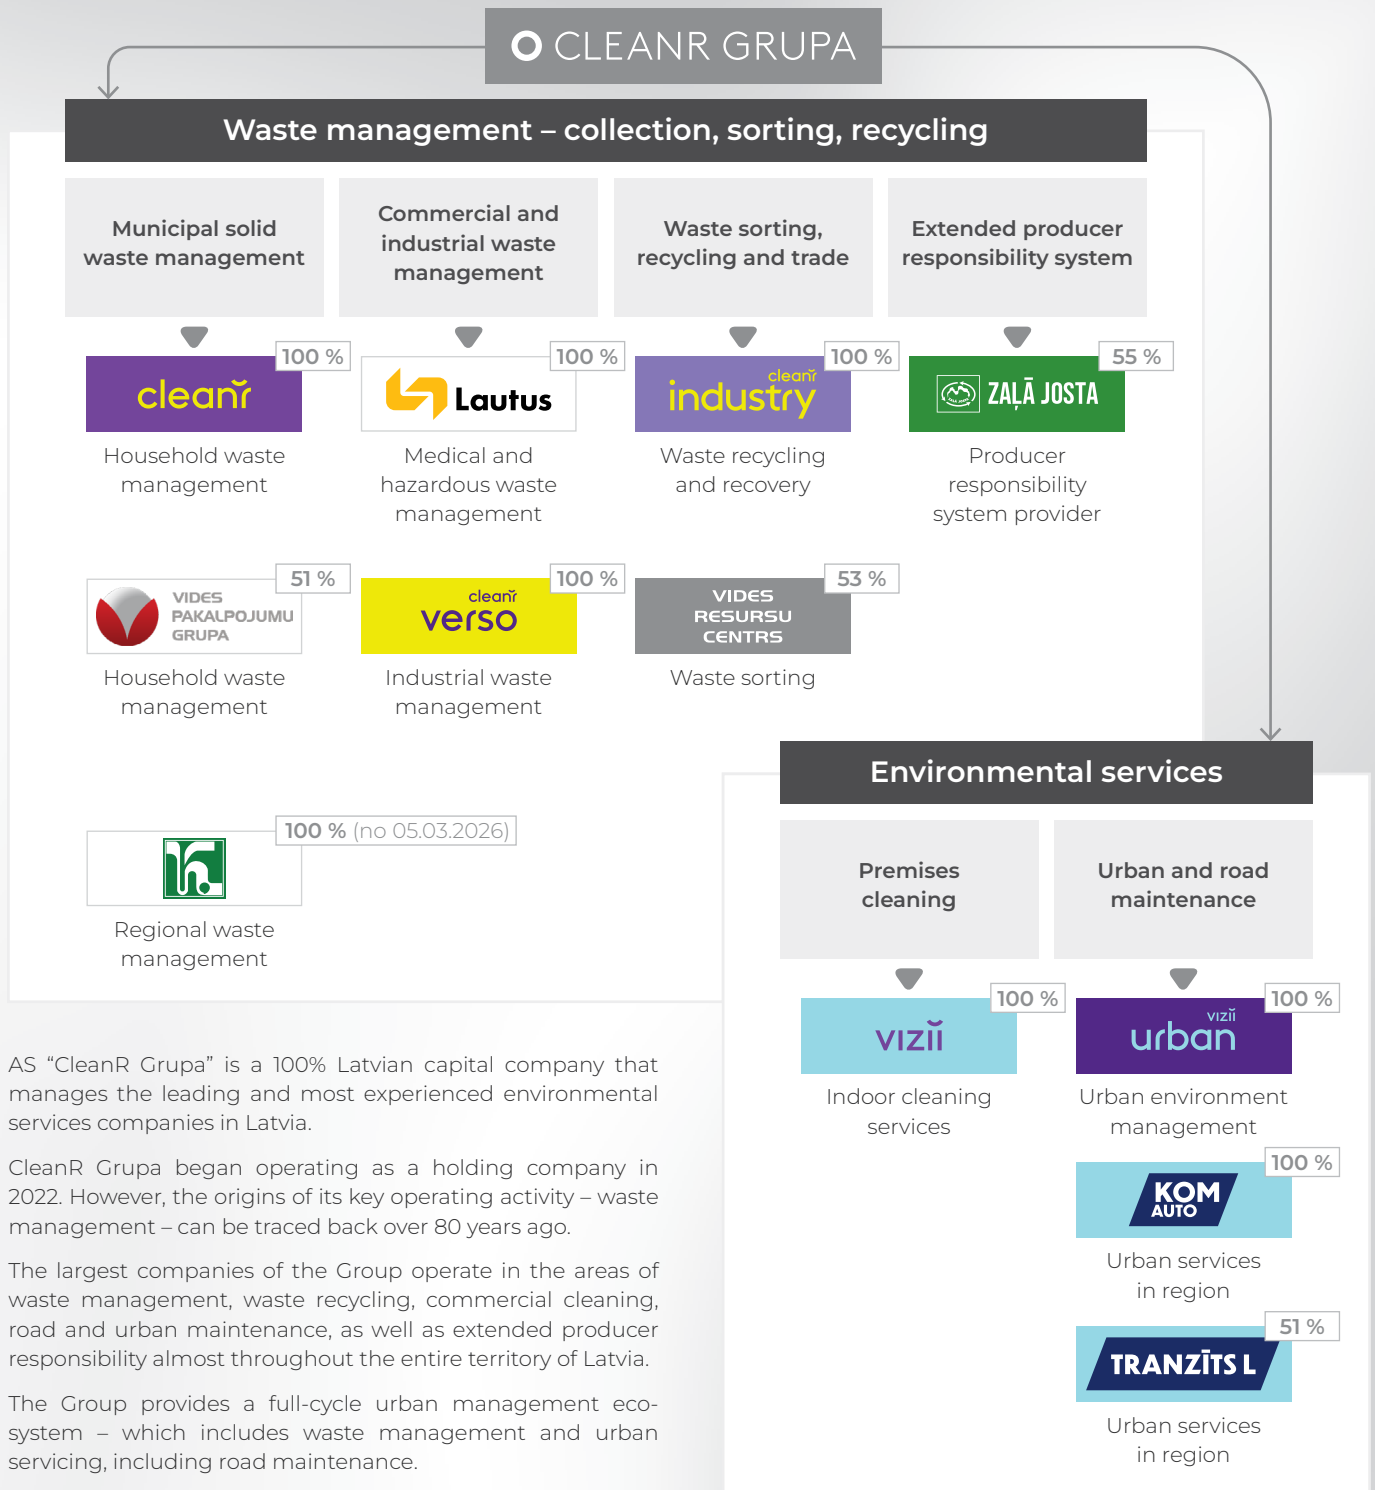 CLEANR GRUPA
Waste management – collection, sorting, recycling
Municipal solid
waste management
Commercial and
industrial waste
management
Waste sorting,
recycling and trade
Extended producer
responsibility system
100 %
cleanr̆
Household waste
management
100 %
Lautus
Medical and
hazardous waste
management
100 %
cleanr̆
industry
Waste recycling
and recovery
55 %
ZAĻĀ JOSTA
Producer
responsibility
system provider
51 %
VIDES
PAKALPOJUMU
GRUPA
Household waste
management
100 %
cleanr̆
verso
Industrial waste
management
53 %
VIDES
RESURSU
CENTRS
Waste sorting
100 % (no 05.03.2026)
Regional waste
management
Environmental services
Premises
cleaning
Urban and road
maintenance
100 %
vizii
Indoor cleaning
services
100 %
vizii
urban
Urban environment
management
100 %
KOM
AUTO
Urban services
in region
51 %
TRANZĪTS L
Urban services
in region
AS “CleanR Grupa” is a 100% Latvian capital company that
manages the leading and most experienced environmental
services companies in Latvia.
CleanR Grupa began operating as a holding company in
2022. However, the origins of its key operating activity – waste
management – can be traced back over 80 years ago.
The largest companies of the Group operate in the areas of
waste management, waste recycling, commercial cleaning,
road and urban maintenance, as well as extended producer
responsibility almost throughout the entire territory of Latvia.
The Group provides a full-cycle urban management eco-
system – which includes waste management and urban
servicing, including road maintenance.